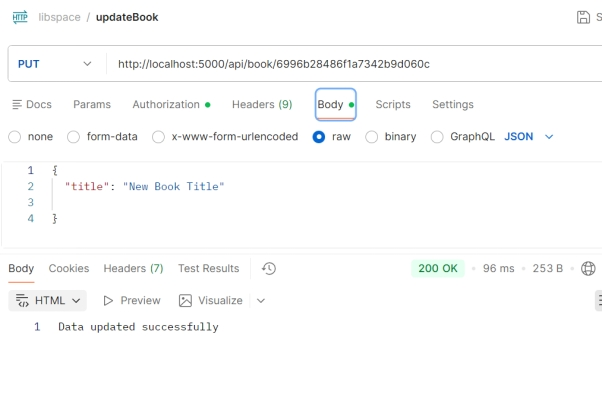 HTTP libspace / updateBook S
PUT http://localhost:5000/api/book/6996b28486f1a7342b9d060c
Docs Params Authorization Headers (9) Body Scripts Settings
none form-data x-www-form-urlencoded raw binary GraphQL JSON
1 {
2 "title": "New Book Title"
3
4 }
Body Cookies Headers (7) Test Results 200 OK • 96 ms • 253 B •
HTML Preview Visualize
1 Data updated successfully